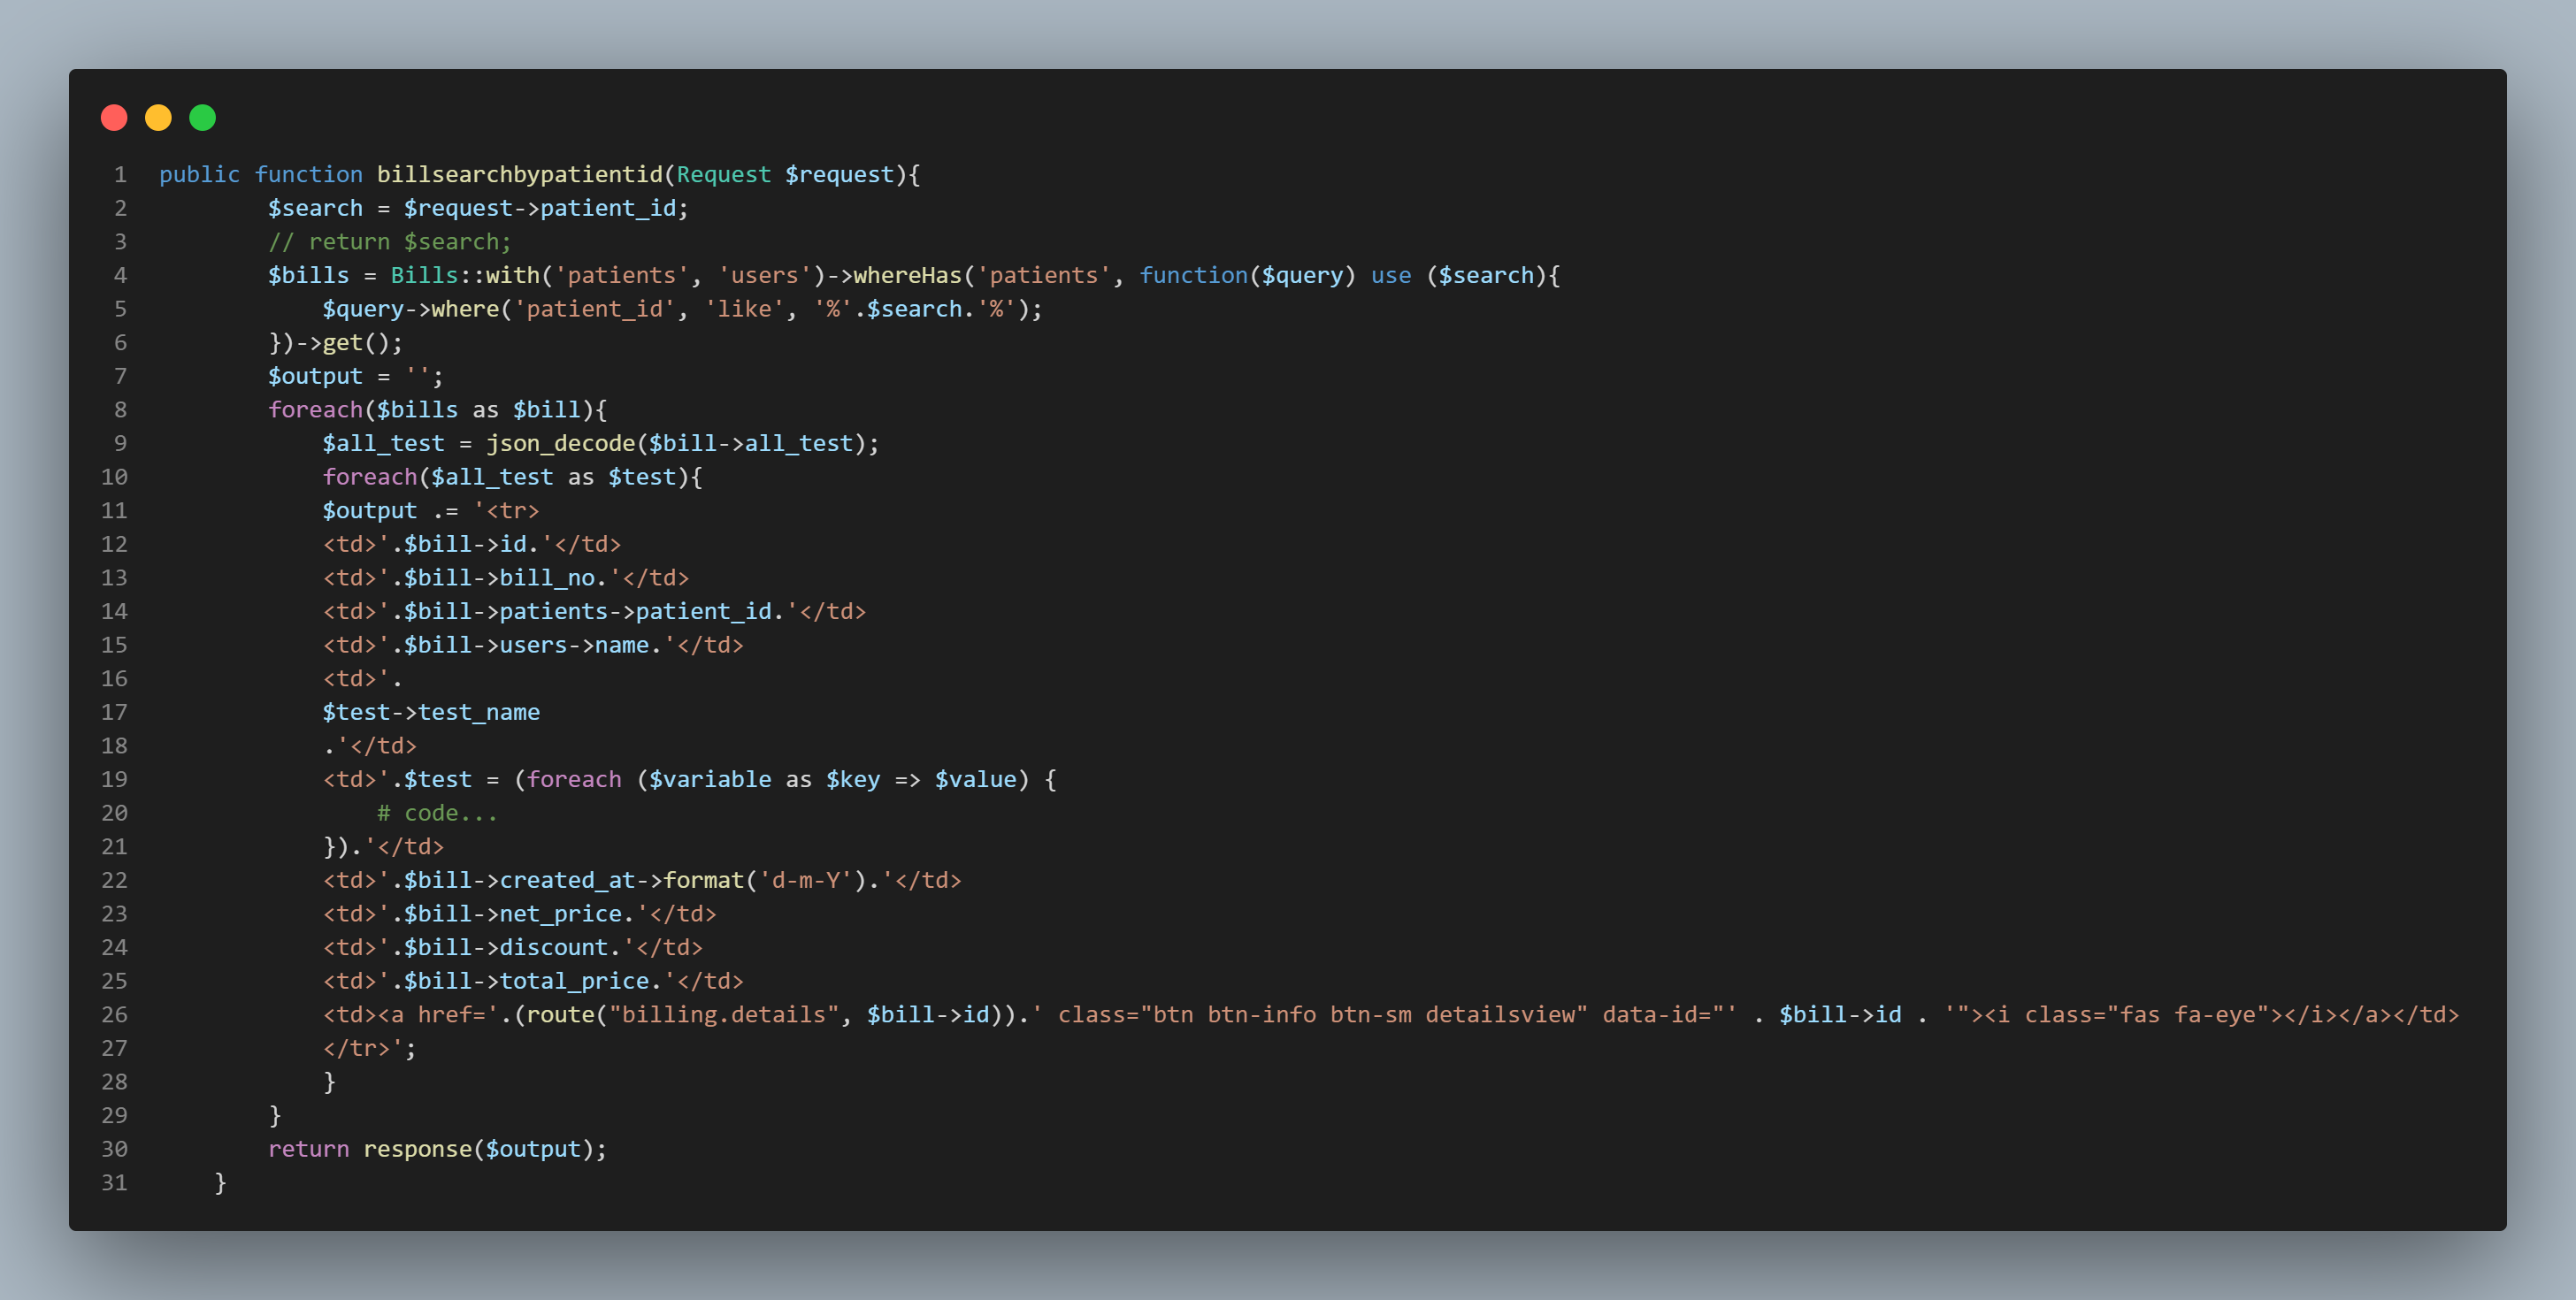 1 public function billsearchbypatientid(Request $request){
2 $search = $request->patient_id;
3 // return $search;
4 $bills = Bills::with('patients', 'users')->whereHas('patients', function($query) use ($search){
5 $query->where('patient_id', 'like', '%'.$search.'%');
6 })->get();
7 $output = '';
8 foreach($bills as $bill){
9 $all_test = json_decode($bill->all_test);
10 foreach($all_test as $test){
11 $output .= '<tr>
12 <td>'.$bill->id.'</td>
13 <td>'.$bill->bill_no.'</td>
14 <td>'.$bill->patients->patient_id.'</td>
15 <td>'.$bill->users->name.'</td>
16 <td>'.
17 $test->test_name
18 .'</td>
19 <td>'.$test = (foreach ($variable as $key => $value) {
20 # code...
21 }).'</td>
22 <td>'.$bill->created_at->format('d-m-Y').'</td>
23 <td>'.$bill->net_price.'</td>
24 <td>'.$bill->discount.'</td>
25 <td>'.$bill->total_price.'</td>
26 <td><a href='.(route("billing.details", $bill->id)).' class="btn btn-info btn-sm detailsview" data-id="' . $bill->id . '"><i class="fas fa-eye"></i></a></td>
27 </tr>';
28 }
29 }
30 return response($output);
31 }